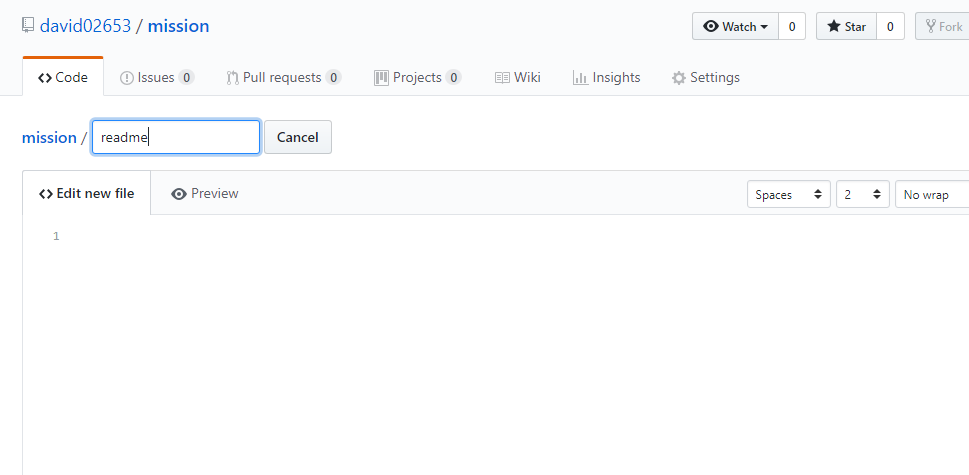 david02653 / mission Watch 0 Star 0 Fork
Code Issues 0 Pull requests 0 Projects 0 Wiki Insights Settings
mission / readme Cancel
Edit new file Preview Spaces 2 No wrap
1